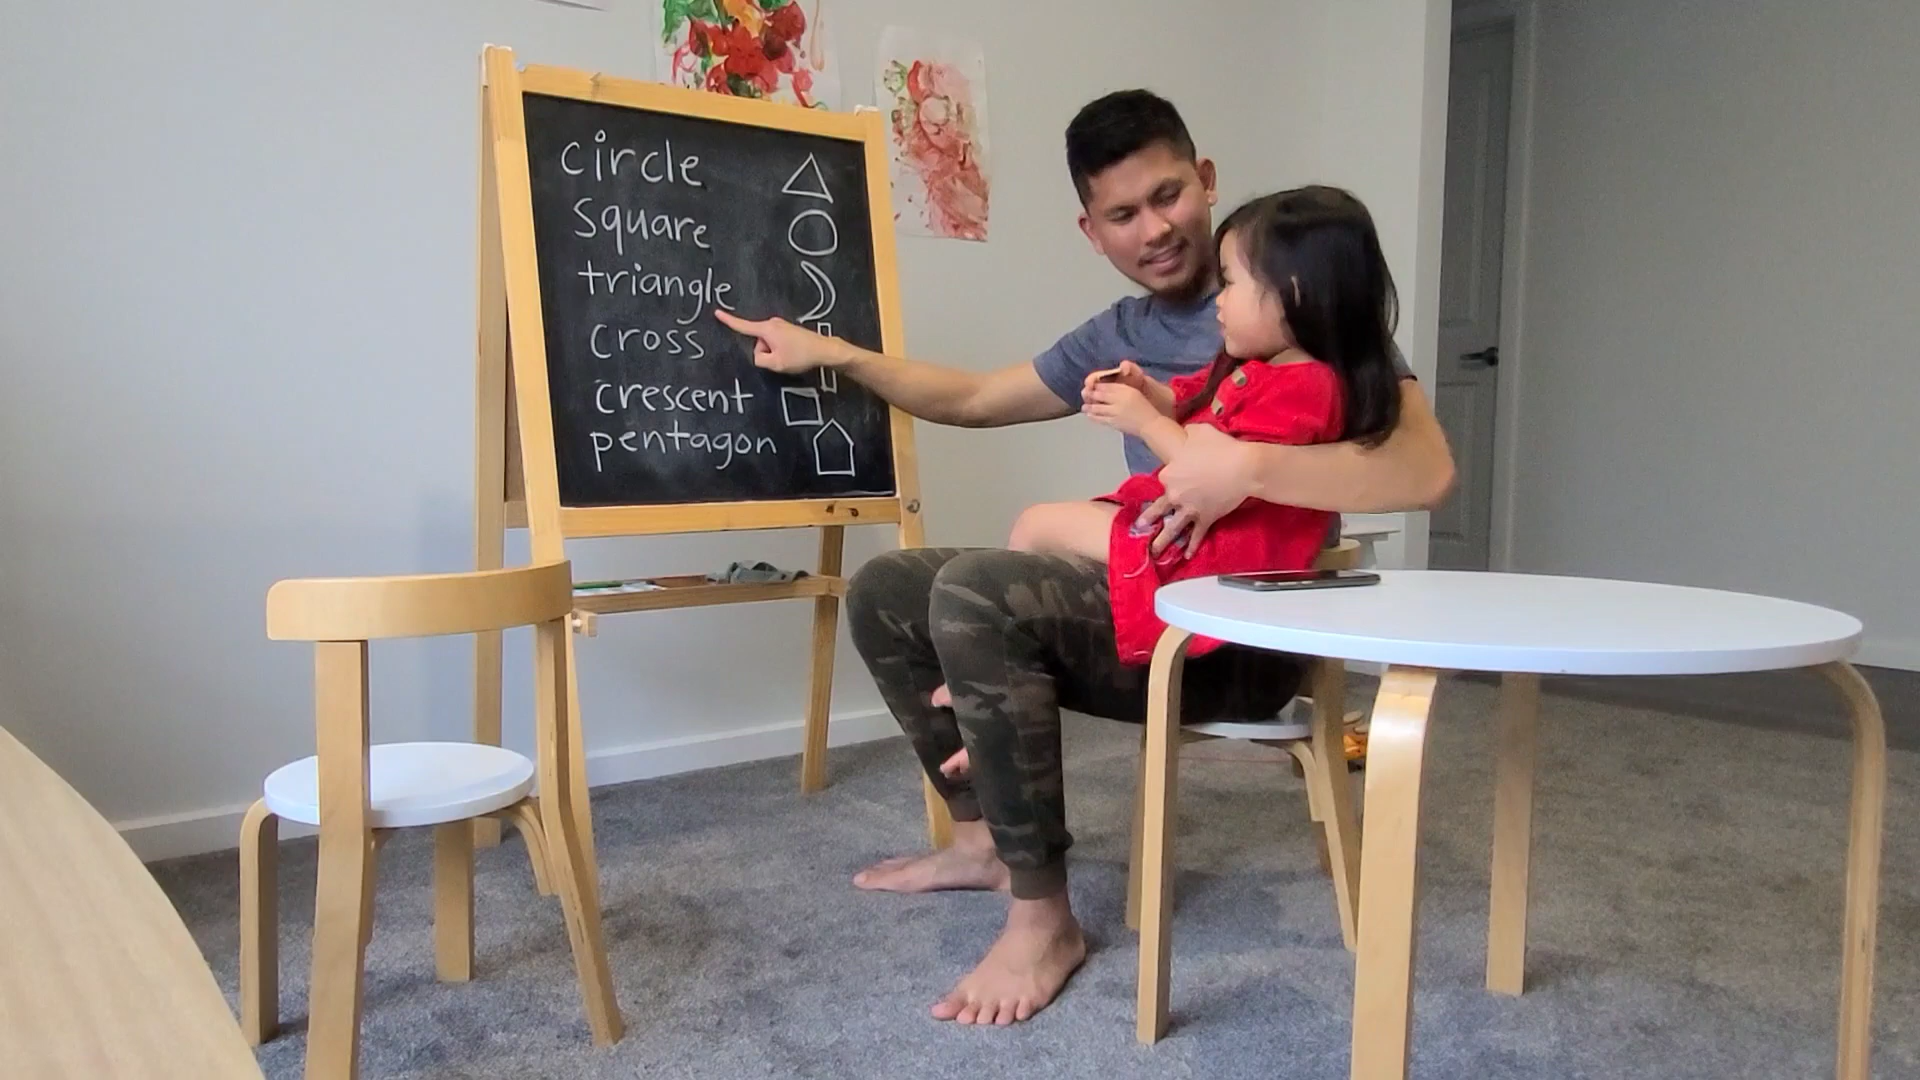 circle
square
triangle
cross
crescent
pentagon